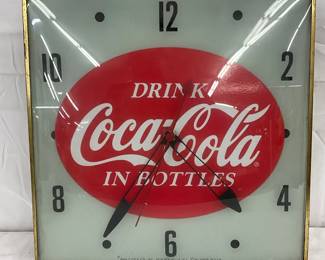 12
10
2
DRINK
Coca-Cola
IN BOTTLES
8
4
6